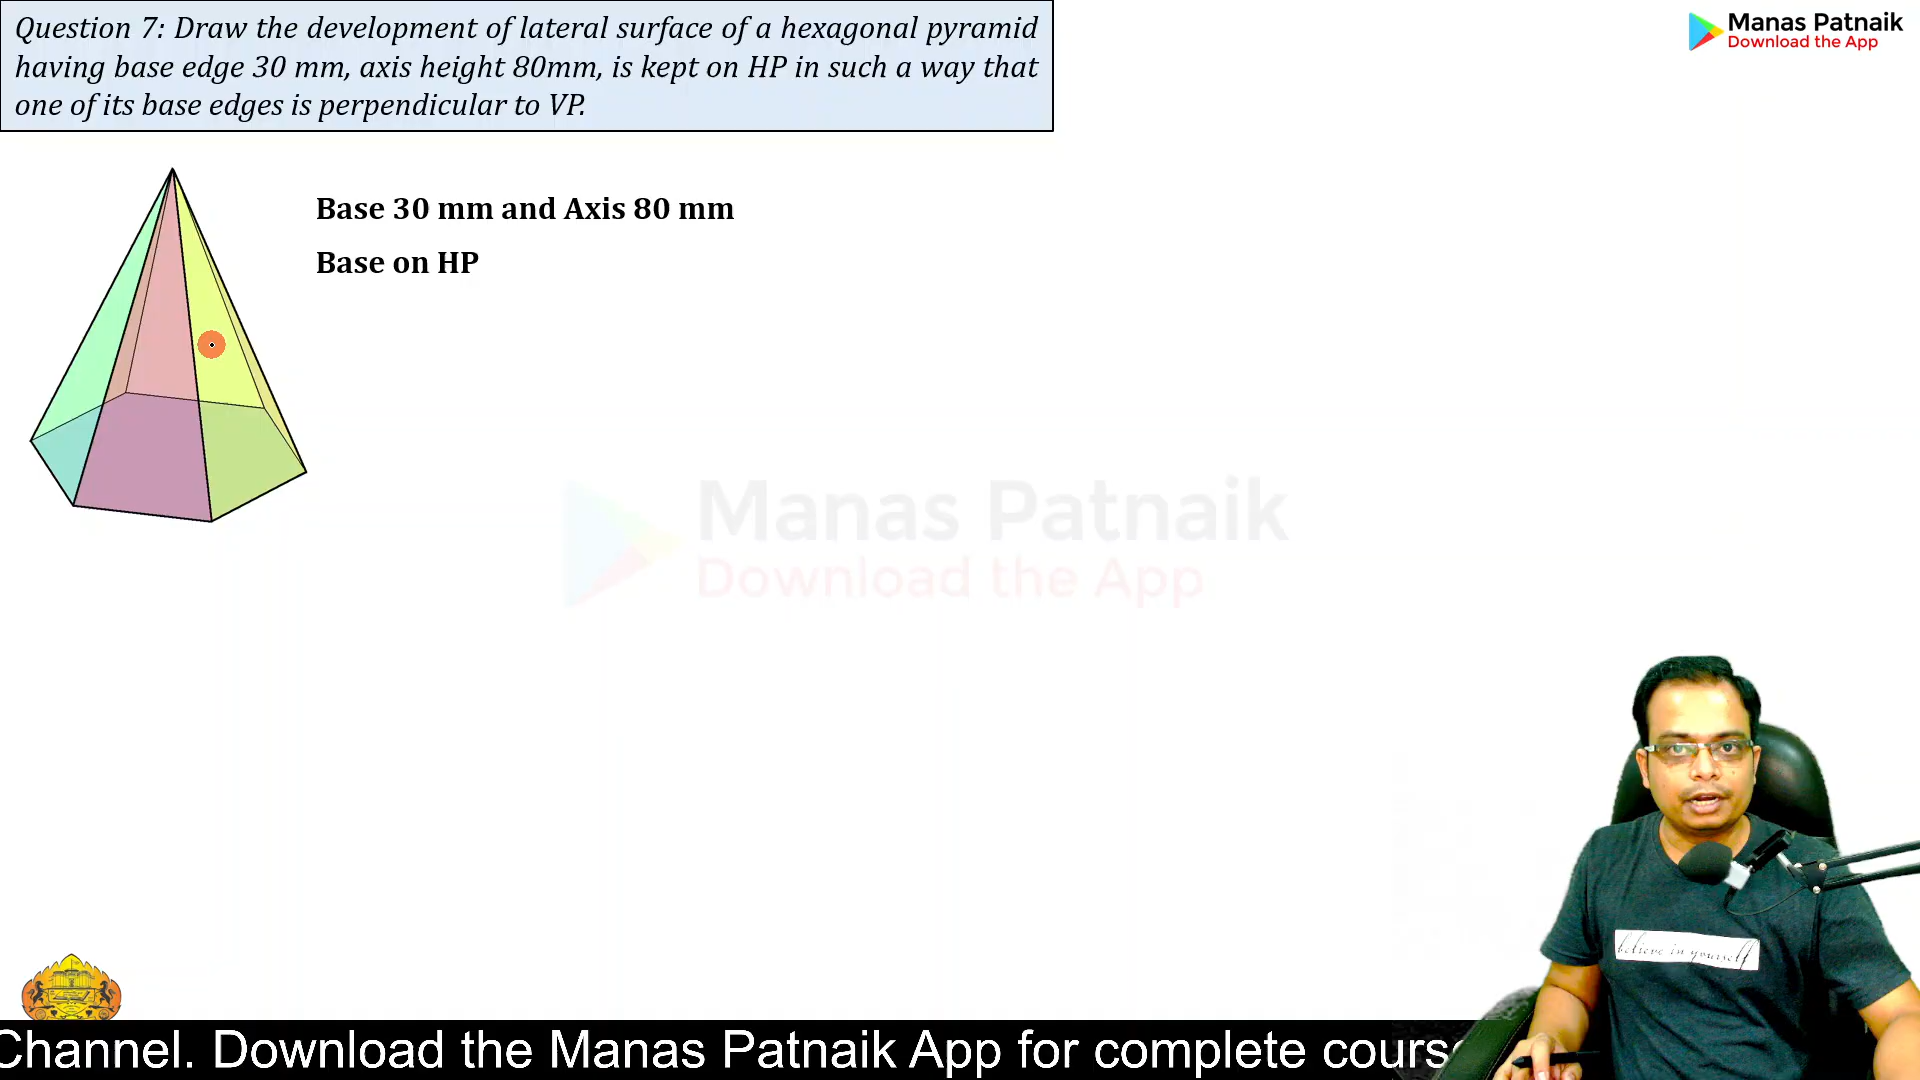 Question 7: Draw the development of lateral surface of a hexagonal pyramid
having base edge 30 mm, axis height 80mm, is kept on HP in such a way that
one of its base edges is perpendicular to VP.
Manas Patnaik
Download the App
Base 30 mm and Axis 80 mm
Base on HP
Manas Patnaik
Download the App
believe in yourself
Channel. Download the Manas Patnaik App for complete cours